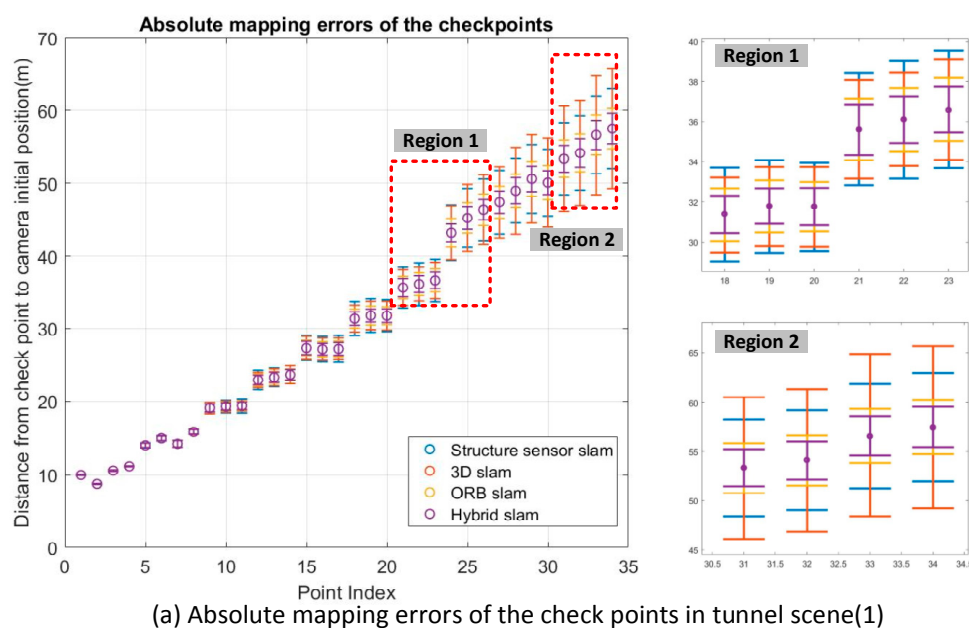 Absolute mapping errors of the checkpoints
Distance from check point to camera initial position(m)
70
60
50
40
30
20
10
0
Region 1
Region 2
Structure sensor slam
3D slam
ORB slam
Hybrid slam
0 5 10 15 20 25 30 35
Point Index
Region 1
40
38
36
34
32
30
18 19 20 21 22 23
Region 2
65
60
55
50
45
30.5 31 31.5 32 32.5 33 33.5 34 34.5
(a) Absolute mapping errors of the check points in tunnel scene(1)